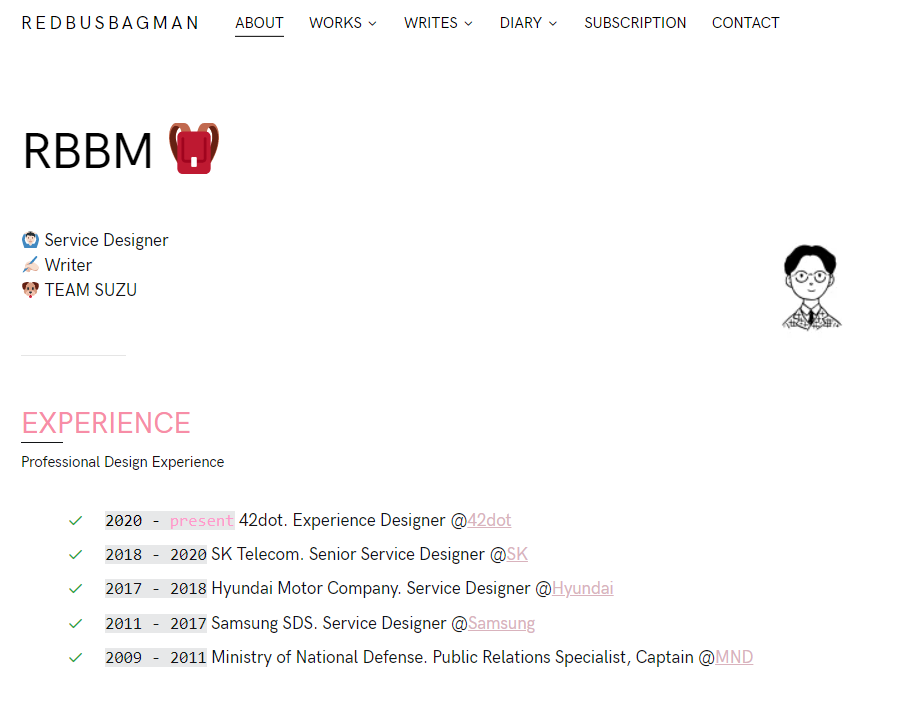 REDBUSBAGMAN ABOUT WORKS WRITES DIARY SUBSCRIPTION CONTACT
RBBM
Service Designer
Writer
TEAM SUZU
EXPERIENCE
Professional Design Experience
2020 - present 42dot. Experience Designer @42dot
2018 - 2020 SK Telecom. Senior Service Designer @SK
2017 - 2018 Hyundai Motor Company. Service Designer @Hyundai
2011 - 2017 Samsung SDS. Service Designer @Samsung
2009 - 2011 Ministry of National Defense. Public Relations Specialist, Captain @MND